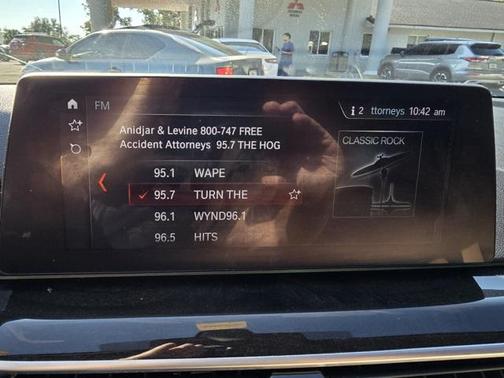 FM
i 2 ttorneys 10:42 am
Anidjar & Levine 800-747 FREE
Accident Attorneys 95.7 THE HOG
CLASSIC ROCK
95.1 WAPE
95.7 TURN THE
96.1 WYND96.1
96.5 HITS